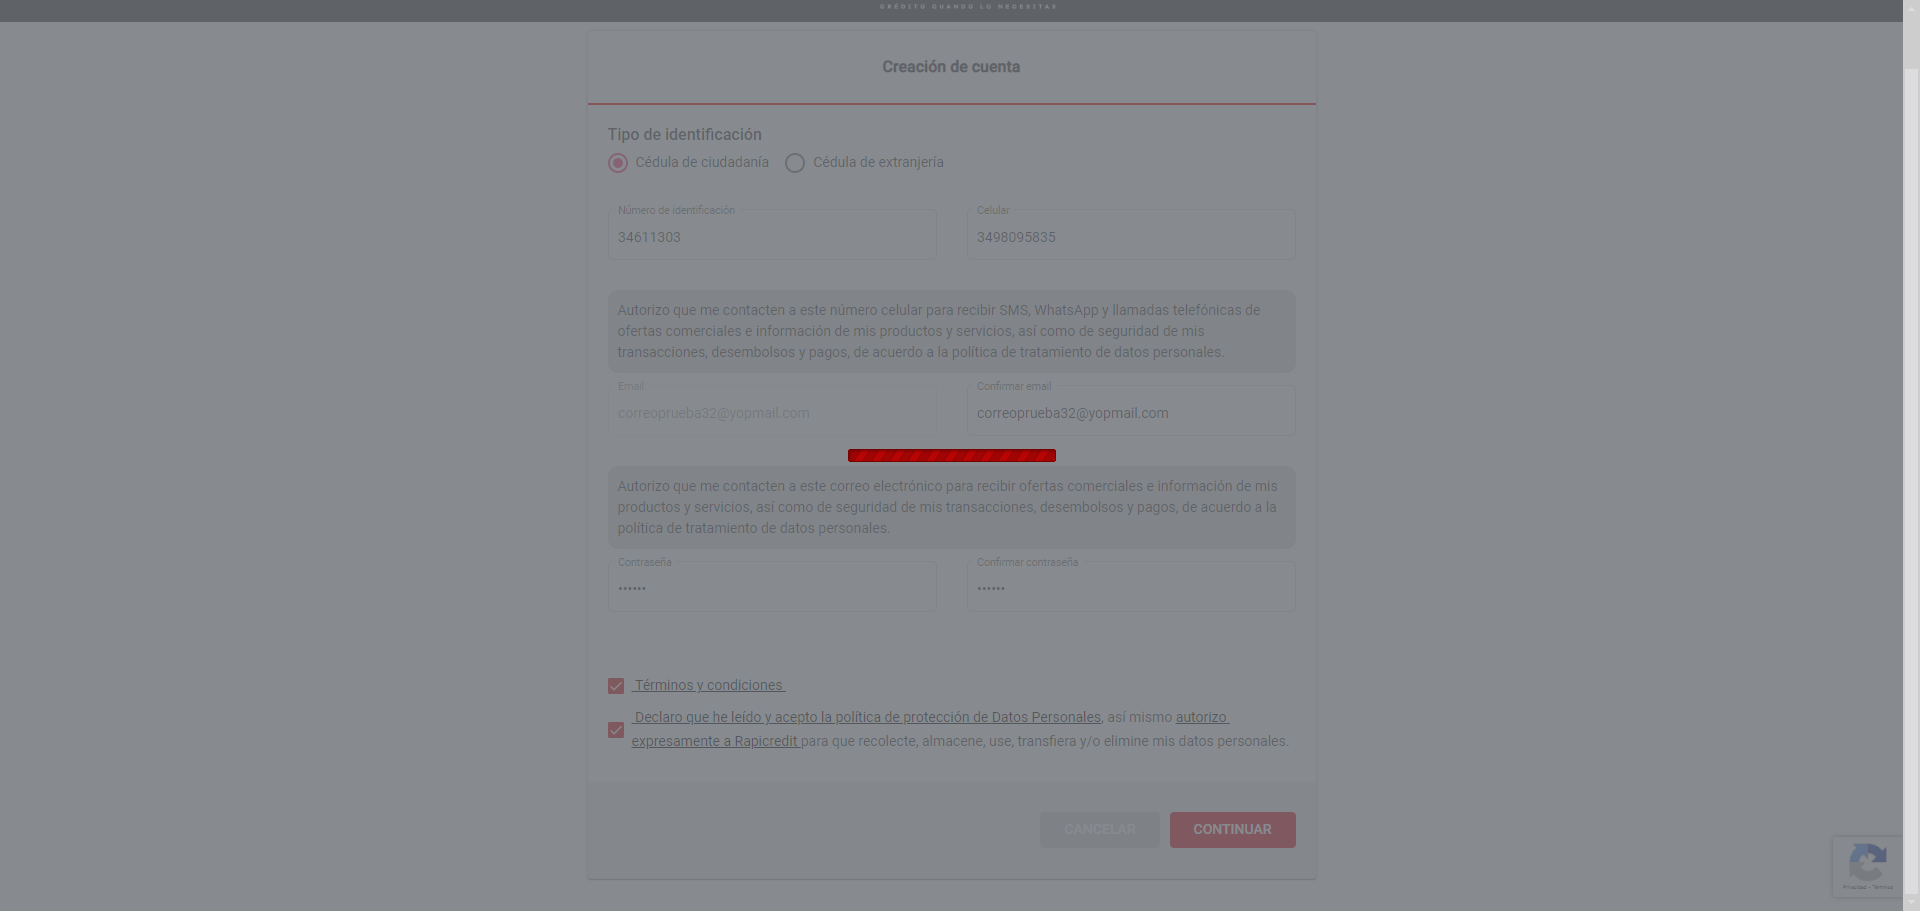 CRÉDITO CUANDO LO NECESITAS
Creación de cuenta
Tipo de identificación
Cédula de ciudadanía
Cédula de extranjería
Número de identificación
Celular
34611303
3498095835
Autorizo que me contacten a este número celular para recibir SMS, WhatsApp y llamadas telefónicas de
ofertas comerciales e información de mis productos y servicios, así como de seguridad de mis
transacciones, desembolsos y pagos, de acuerdo a la política de tratamiento de datos personales.
Email
Confirmar email
correoprueba32@yopmail.com
correoprueba32@yopmail.com
Autorizo que me contacten a este correo electrónico para recibir ofertas comerciales e información de mis
productos y servicios, así como de seguridad de mis transacciones, desembolsos y pagos, de acuerdo a la
política de tratamiento de datos personales.
Contraseña
Confirmar contraseña
••••••
••••••
Términos y condiciones
Declaro que he leído y acepto la política de protección de Datos Personales, así mismo autorizo
expresamente a Rapicredit para que recolecte, almacene, use, transfiera y/o elimine mis datos personales.
CANCELAR
CONTINUAR
Privacidad - Términos